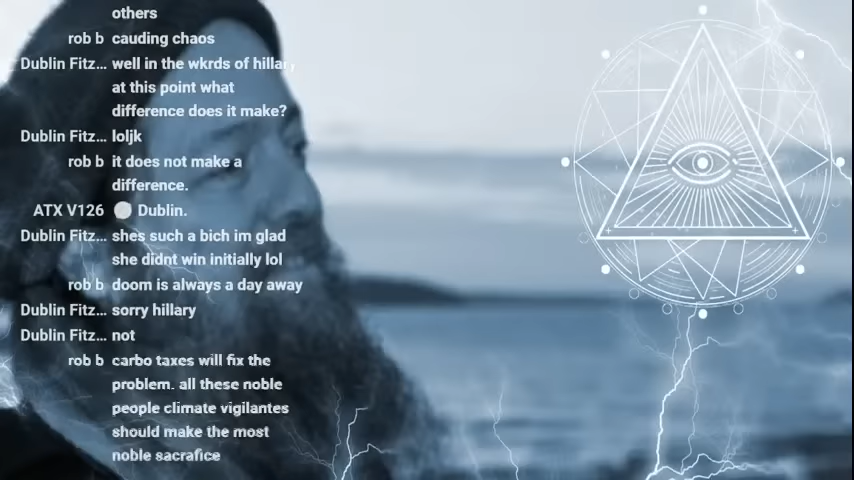 others
rob b cauding chaos
Dublin Fitz... well in the wkrds of hillary
at this point what
difference does it make?
Dublin Fitz... loljk
rob b it does not make a
difference.
ATX V126 Dublin.
Dublin Fitz... shes such a bich im glad
she didnt win initially lol
rob b doom is always a day away
Dublin Fitz... sorry hillary
Dublin Fitz... not
rob b carbo taxes will fix the
problem. all these noble
people climate vigilantes
should make the most
noble sacrafice